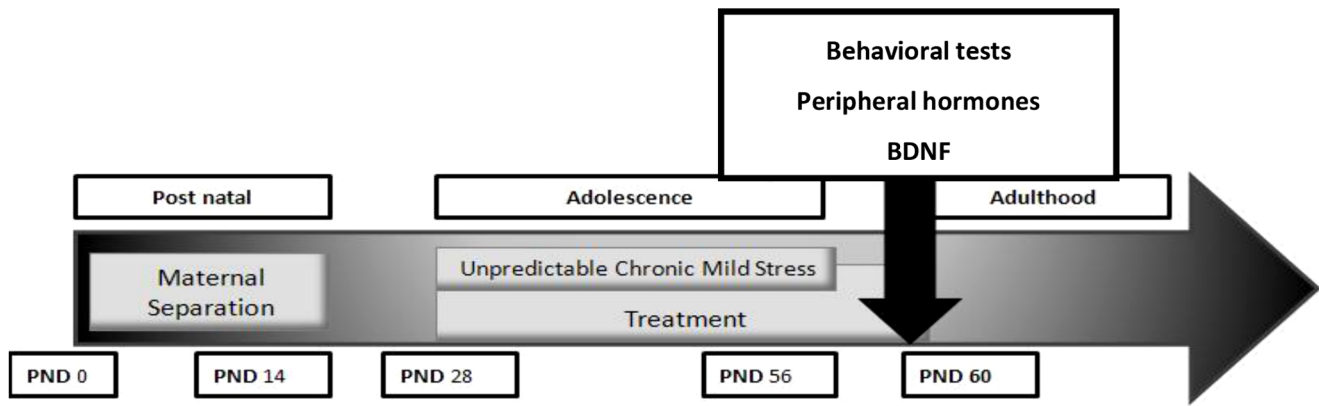 Behavioral tests
Peripheral hormones
BDNF
Post natal
Adolescence
Adulthood
Maternal
Separation
Unpredictable Chronic Mild Stress
Treatment
PND 0
PND 14
PND 28
PND 56
PND 60